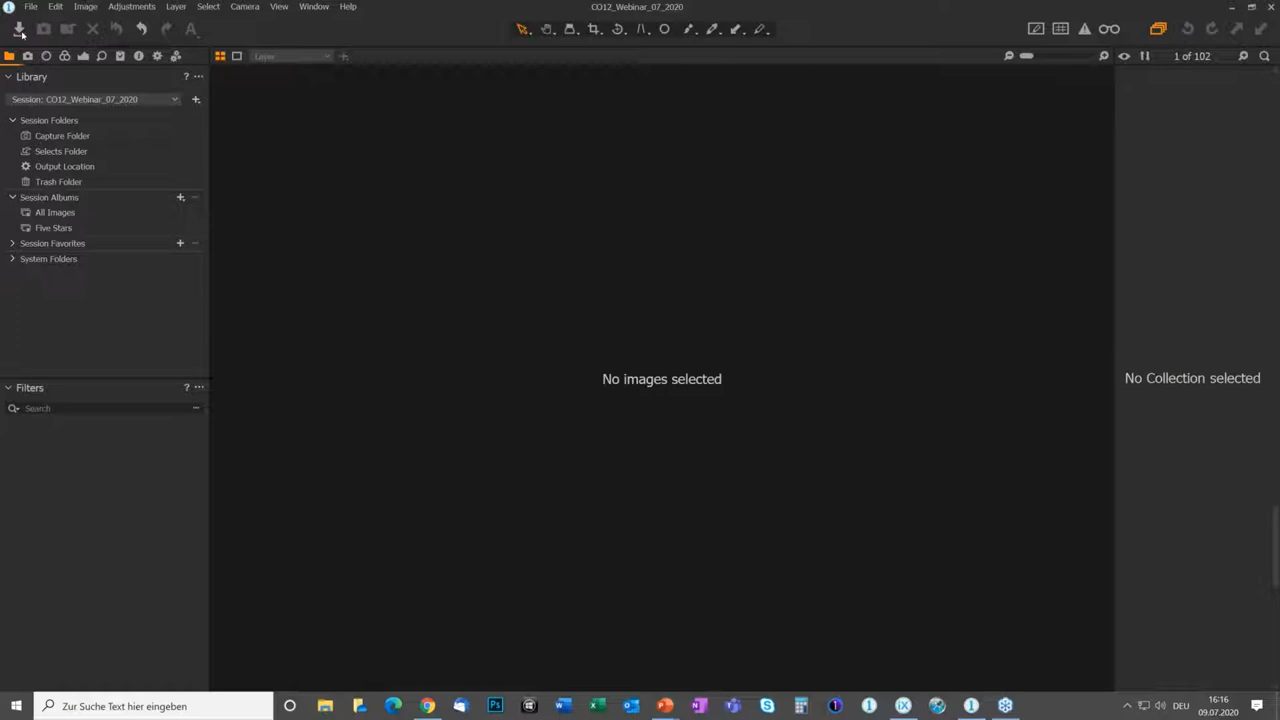 File Edit Image Adjustments Layer Select Camera View Window Help
CO12_Webinar_07_2020
Layer
1 of 102
Library
Session: CO12_Webinar_07_2020
Session Folders
Capture Folder
Selects Folder
Output Location
Trash Folder
Session Albums
All Images
Five Stars
Session Favorites
System Folders
No images selected
No Collection selected
Filters
Search
Zur Suche Text hier eingeben
DEU
16:16
09.07.2020